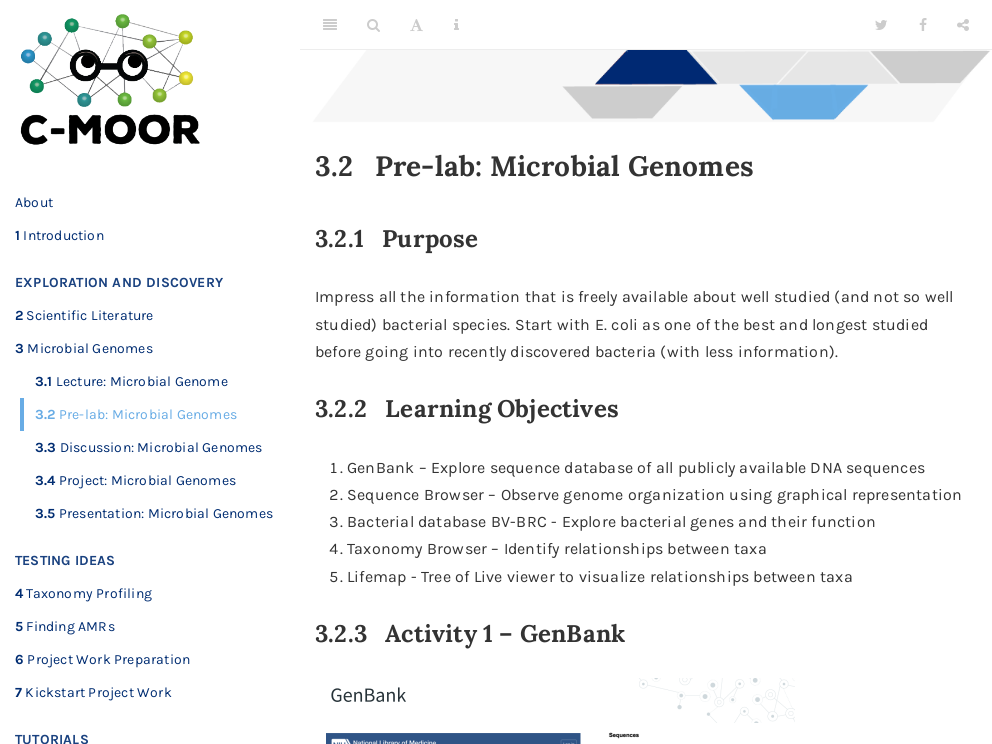 C-MOOR
About
1 Introduction
EXPLORATION AND DISCOVERY
2 Scientific Literature
3 Microbial Genomes
3.1 Lecture: Microbial Genome
3.2 Pre-lab: Microbial Genomes
3.3 Discussion: Microbial Genomes
3.4 Project: Microbial Genomes
3.5 Presentation: Microbial Genomes
TESTING IDEAS
4 Taxonomy Profiling
5 Finding AMRs
6 Project Work Preparation
7 Kickstart Project Work
TUTORIALS
3.2 Pre-lab: Microbial Genomes
3.2.1 Purpose
Impress all the information that is freely available about well studied (and not so well
studied) bacterial species. Start with E. coli as one of the best and longest studied
before going into recently discovered bacteria (with less information).
3.2.2 Learning Objectives
1. GenBank – Explore sequence database of all publicly available DNA sequences
2. Sequence Browser – Observe genome organization using graphical representation
3. Bacterial database BV-BRC - Explore bacterial genes and their function
4. Taxonomy Browser – Identify relationships between taxa
5. Lifemap - Tree of Live viewer to visualize relationships between taxa
3.2.3 Activity 1 – GenBank
GenBank
National Library of Medicine
Sequences